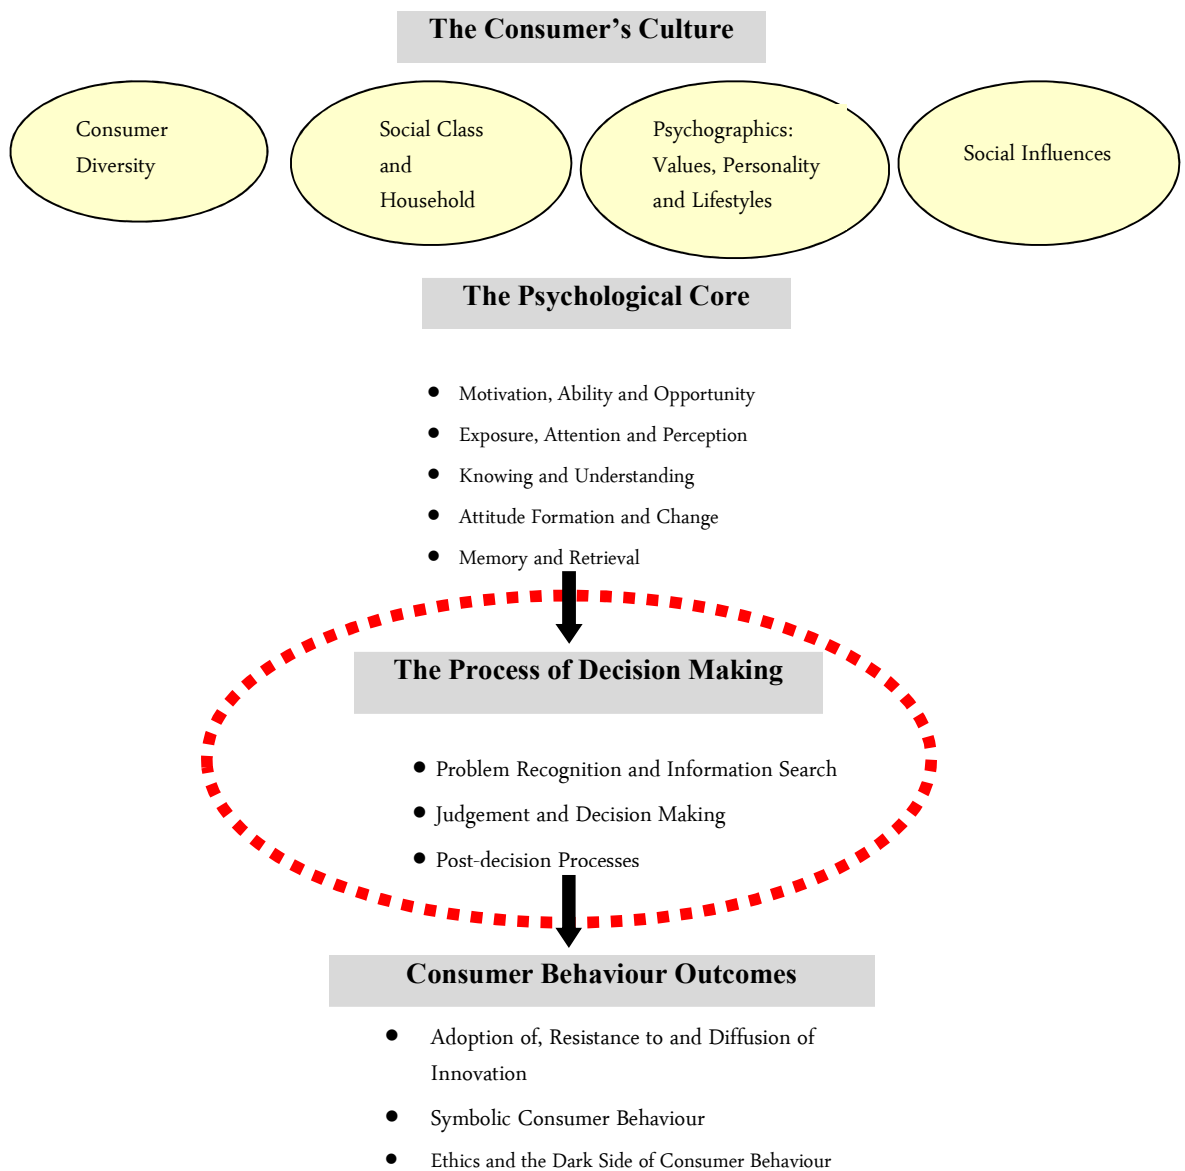 The Consumer’s Culture
Consumer
Diversity
Social Class
and
Household
Psychographics:
Values, Personality
and Lifestyles
Social Influences
The Psychological Core
● Motivation, Ability and Opportunity
● Exposure, Attention and Perception
● Knowing and Understanding
● Attitude Formation and Change
● Memory and Retrieval
The Process of Decision Making
● Problem Recognition and Information Search
● Judgement and Decision Making
● Post-decision Processes
Consumer Behaviour Outcomes
● Adoption of, Resistance to and Diffusion of
Innovation
● Symbolic Consumer Behaviour
● Ethics and the Dark Side of Consumer Behaviour